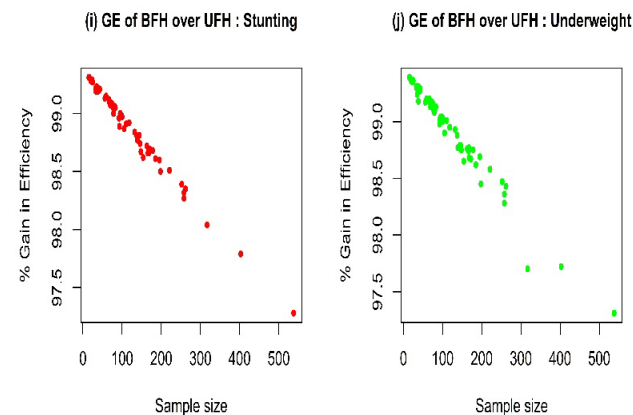 (i) GE of BFH over UFH : Stunting
% Gain in Efficiency
99.0
98.5
98.0
97.5
0 100 200 300 400 500
Sample size
(j) GE of BFH over UFH : Underweight
% Gain in Efficiency
99.0
98.5
98.0
97.5
0 100 200 300 400 500
Sample size